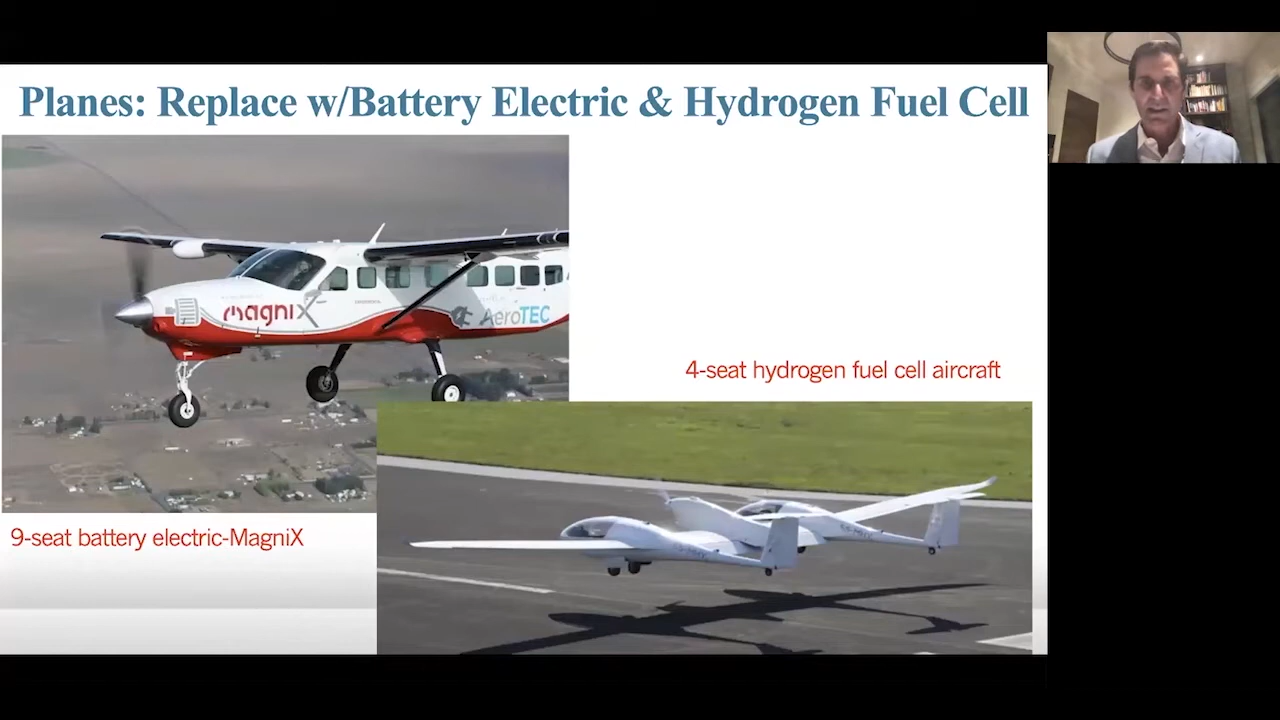 Planes: Replace w/Battery Electric & Hydrogen Fuel Cell
magniX
AeroTEC
4-seat hydrogen fuel cell aircraft
9-seat battery electric-MagniX